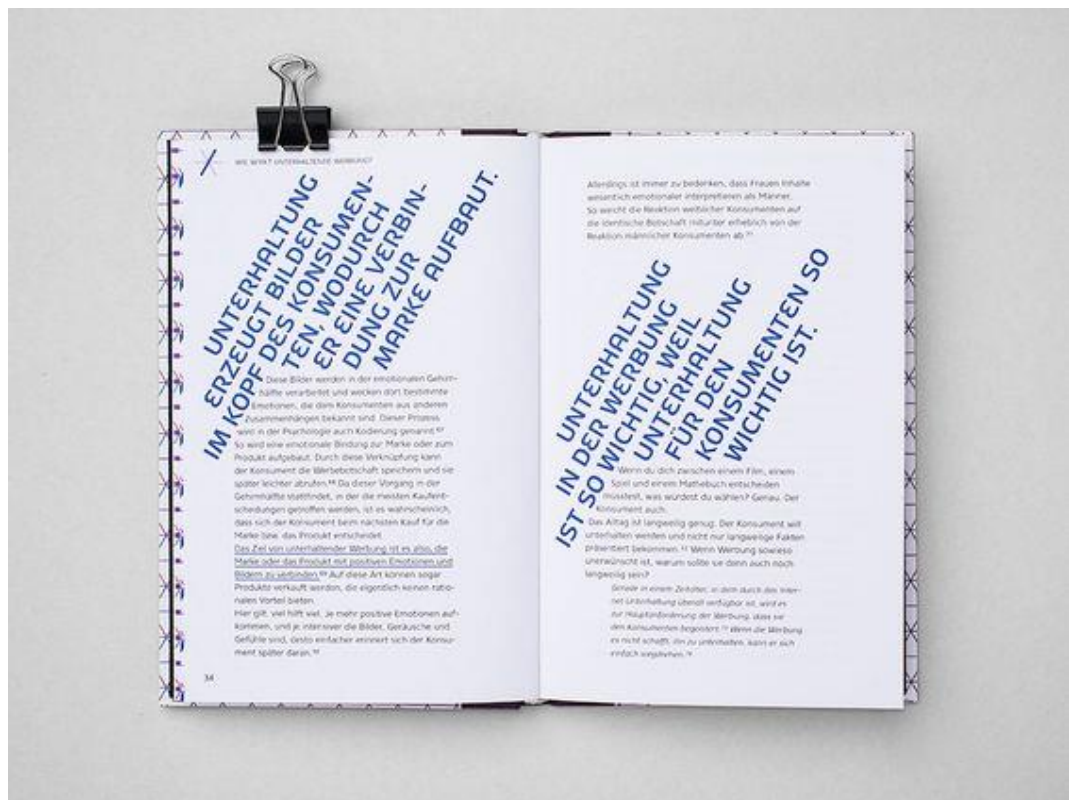 WIE WIRKT UNTERHALTENDE WERBUNG?
UNTERHALTUNG
ERZEUGT BILDER
IM KOPF DES KONSUMEN-
TEN, WODURCH
ER EINE VERBIN-
DUNG ZUR
MARKE AUFBAUT.
Diese Bilder werden in der emotionalen Gehirn-
hälfte verarbeitet und wecken dort bestimmte
Emotionen, die dem Konsumenten aus anderen
Zusammenhängen bekannt sind. Dieser Prozess
wird in der Psychologie auch Kodierung genannt.⁶⁷
So wird eine emotionale Bindung zur Marke oder zum
Produkt aufgebaut. Durch diese Verknüpfung kann
der Konsument die Werbebotschaft speichern und sie
später leichter abrufen.⁶⁸ Da dieser Vorgang in der
Gehirnhälfte stattfindet, in der die meisten Kaufent-
scheidungen getroffen werden, ist es wahrscheinlich,
dass sich der Konsument beim nächsten Kauf für die
Marke bzw. das Produkt entscheidet.
Das Ziel von unterhaltender Werbung ist es also, die
Marke oder das Produkt mit positiven Emotionen und
Bildern zu verbinden.⁶⁹ Auf diese Art können sogar
Produkte verkauft werden, die eigentlich keinen ratio-
nalen Vorteil bieten.
Hier gilt, viel hilft viel. Je mehr positive Emotionen auf-
kommen, und je intensiver die Bilder, Geräusche und
Gefühle sind, desto einfacher erinnert sich der Konsu-
ment später daran.⁷⁰
34
Allerdings ist immer zu bedenken, dass Frauen Inhalte
wesentlich emotionaler interpretieren als Männer.
So weicht die Reaktion weiblicher Konsumenten auf
die identische Botschaft mitunter erheblich von der
Reaktion männlicher Konsumenten ab.⁷¹
UNTERHALTUNG
IN DER WERBUNG
IST SO WICHTIG, WEIL
UNTERHALTUNG
FÜR DEN
KONSUMENTEN SO
WICHTIG IST.
Wenn du dich zwischen einem Film, einem
Spiel und einem Mathebuch entscheiden
müsstest, was würdest du wählen? Genau. Der
Konsument auch.
Das Alltag ist langweilig genug. Der Konsument will
unterhalten werden und nicht nur langweilige Fakten
präsentiert bekommen.⁷² Wenn Werbung sowieso
unerwünscht ist, warum sollte sie dann auch noch
langweilig sein?
Gerade in einem Zeitalter, in dem durch das Inter-
net Unterhaltung überall verfügbar ist, wird es
zur Hauptanforderung der Werbung, dass sie
den Konsumenten begeistert.⁷³ Wenn die Werbung
es nicht schafft, ihn zu unterhalten, kann er sich
einfach umdrehen.⁷⁴